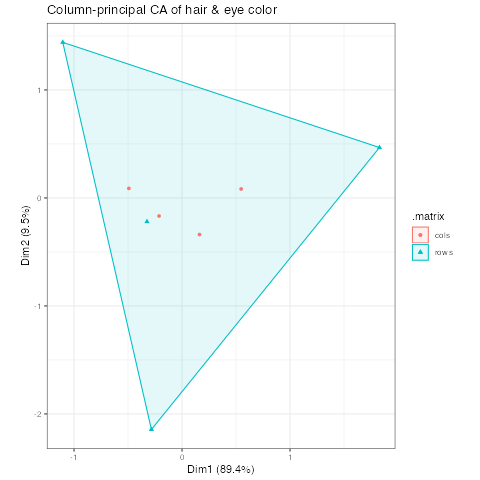 Column-principal CA of hair & eye color
1
0
-1
-2
-1
0
1
Dim1 (89.4%)
Dim2 (9.5%)
.matrix
cols
rows